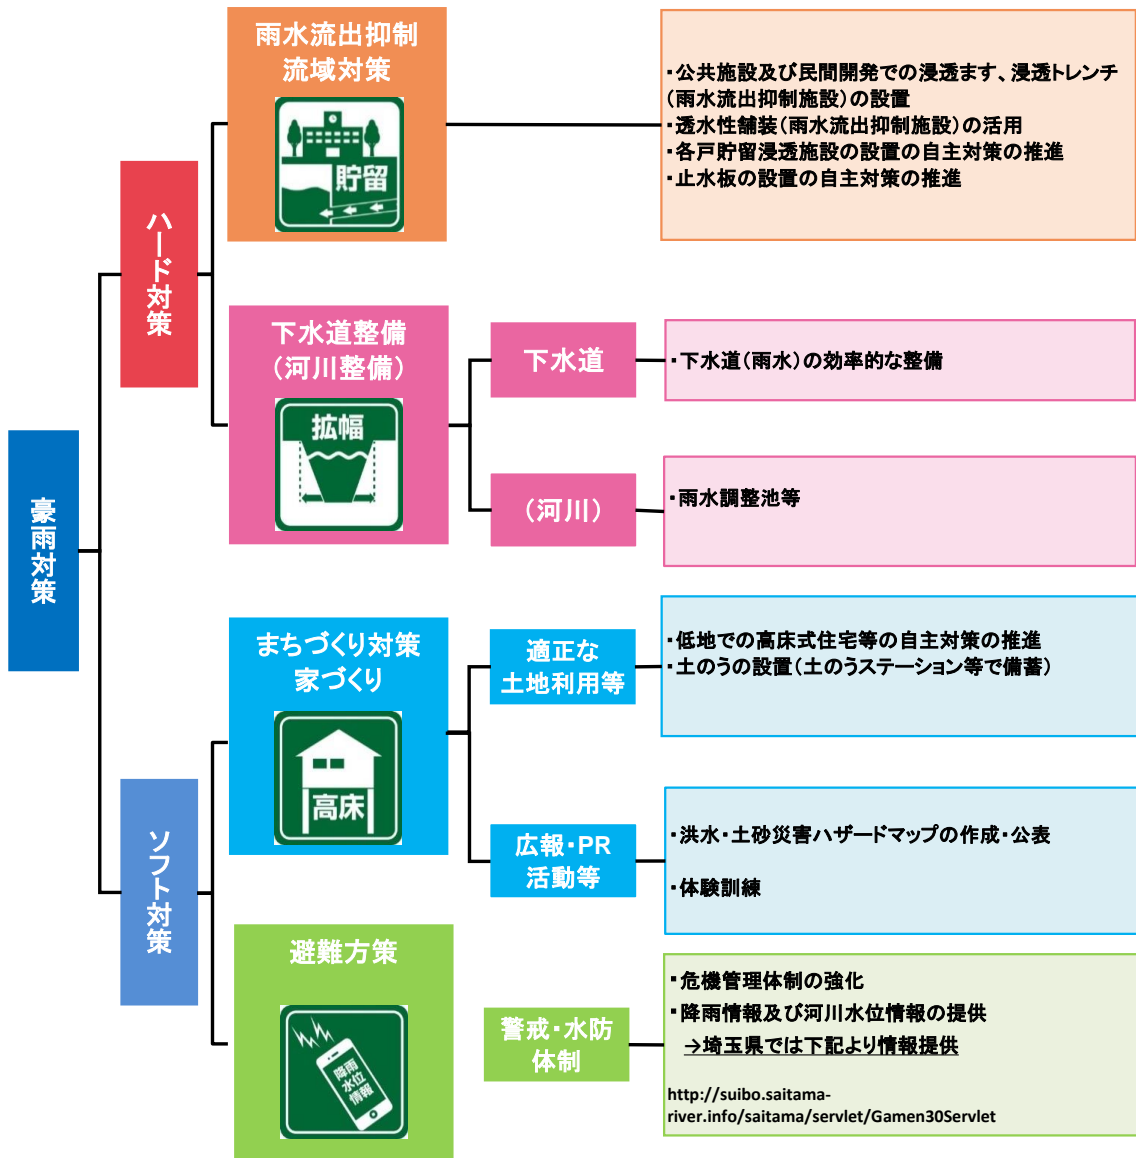 豪雨対策
ハード対策
雨水流出抑制
流域対策
貯留
・公共施設及び民間開発での浸透ます、浸透トレンチ
(雨水流出抑制施設)の設置
・透水性舗装(雨水流出抑制施設)の活用
・各戸貯留浸透施設の設置の自主対策の推進
・止水板の設置の自主対策の推進
下水道整備
(河川整備)
拡幅
下水道
・下水道(雨水)の効率的な整備
(河川)
・雨水調整池等
ソフト対策
まちづくり対策
家づくり
高床
適正な
土地利用等
・低地での高床式住宅等の自主対策の推進
・土のうの設置(土のうステーション等で備蓄)
広報・PR
活動等
・洪水・土砂災害ハザードマップの作成・公表
・体験訓練
避難方策
降雨
水位
情報
警戒・水防
体制
・危機管理体制の強化
・降雨情報及び河川水位情報の提供
→埼玉県では下記より情報提供
http://suibo.saitama-
river.info/saitama/servlet/Gamen30Servlet